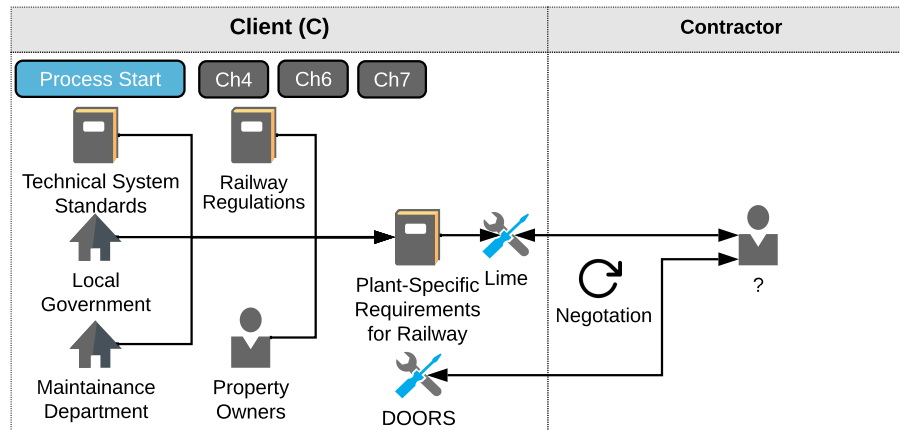 Client (C)
Contractor
Process Start
Ch4
Ch6
Ch7
Technical System
Standards
Railway
Regulations
Local
Government
Plant-Specific
Requirements
for Railway
Lime
Negotation
?
Maintainance
Department
Property
Owners
DOORS